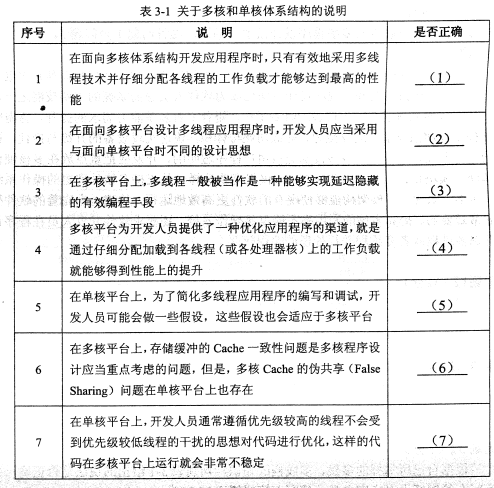 表 3-1 关于多核和单核体系结构的说明
序号 说 明 是否正确
1 在面向多核体系结构开发应用程序时，只有有效地采用多线
程技术并仔细分配各线程的工作负载才能够达到最高的性
能 （1）
2 在面向多核平台设计多线程应用程序时，开发人员应当采用
与面向单核平台时不同的设计思想 （2）
3 在多核平台上，多线程一般被当作是一种能够实现延迟隐藏
的有效编程手段 （3）
4 多核平台为开发人员提供了一种优化应用程序的渠道，就是
通过仔细分配加载到各线程（或各处理器核）上的工作负载
就能够得到性能上的提升 （4）
5 在单核平台上，为了简化多线程应用程序的编写和调试，开
发人员可能会做一些假设，这些假设也会适应于多核平台 （5）
6 在多核平台上，存储缓冲的 Cache 一致性问题是多核程序设
计应当重点考虑的问题，但是，多核 Cache 的伪共享（False
Sharing）问题在单核平台上也存在 （6）
7 在单核平台上，开发人员通常遵循优先级较高的线程不会受
到优先级较低线程的干扰的思想对代码进行优化，这样的代
码在多核平台上运行就会非常不稳定 （7）